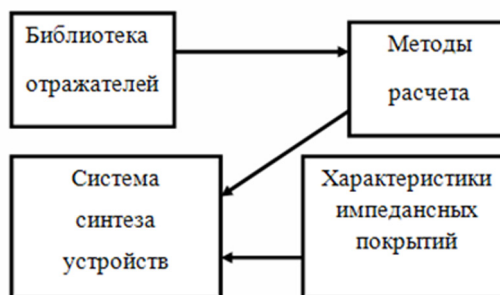 Библиотека
отражателей
Методы
расчета
Система
синтеза
устройств
Характеристики
импедансных
покрытий